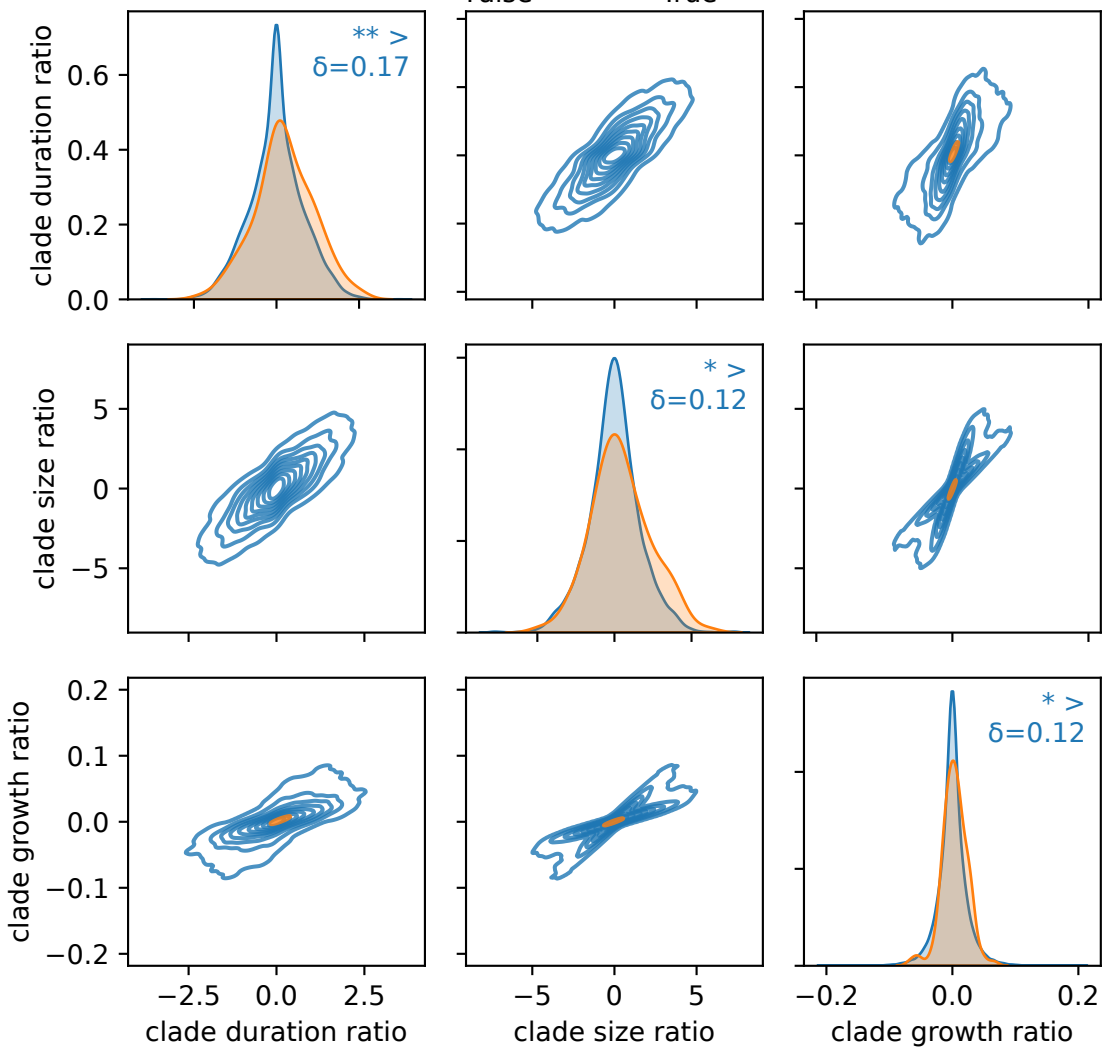 clade duration ratio
0.6
0.4
0.2
0.0
** >
δ=0.17
clade size ratio
5
0
−5
* >
δ=0.12
clade growth ratio
0.2
0.1
0.0
−0.1
−0.2
* >
δ=0.12
−2.5 0.0 2.5
−5 0 5
−0.2 0.0 0.2
clade duration ratio
clade size ratio
clade growth ratio